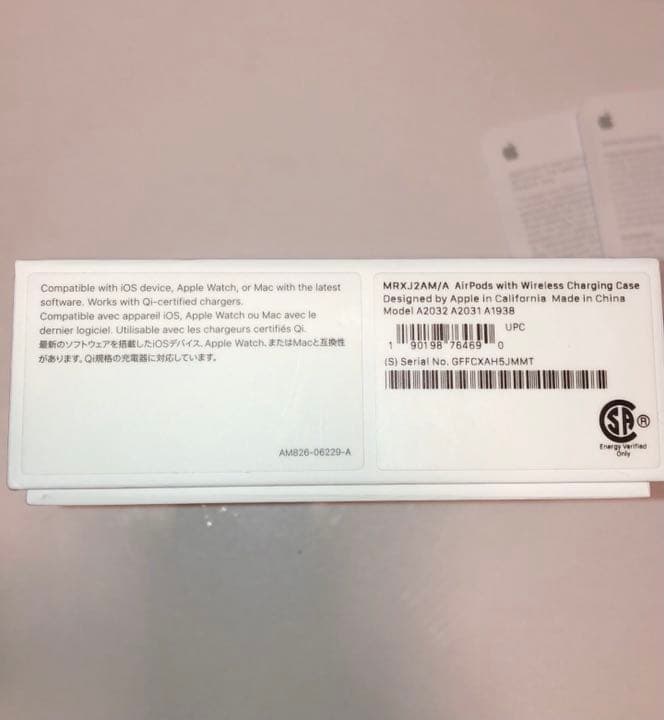 Compatible with iOS device, Apple Watch, or Mac with the latest
software. Works with Qi-certified chargers.
Compatible avec appareil iOS, Apple Watch ou Mac avec le
dernier logiciel. Utilisable avec les chargeurs certifiés Qi.
最新のソフトウェアを搭載したiOSデバイス、Apple Watch、またはMacと互換性
があります。Qi規格の充電器に対応しています。
AM826-06229-A
MRXJ2AM/A AirPods with Wireless Charging Case
Designed by Apple in California Made in China
Model A2032 A2031 A1938
UPC
1 90198 76469 0
(S) Serial No. GFFCXAH5JMMT
SA ®
Energy Verified
Only